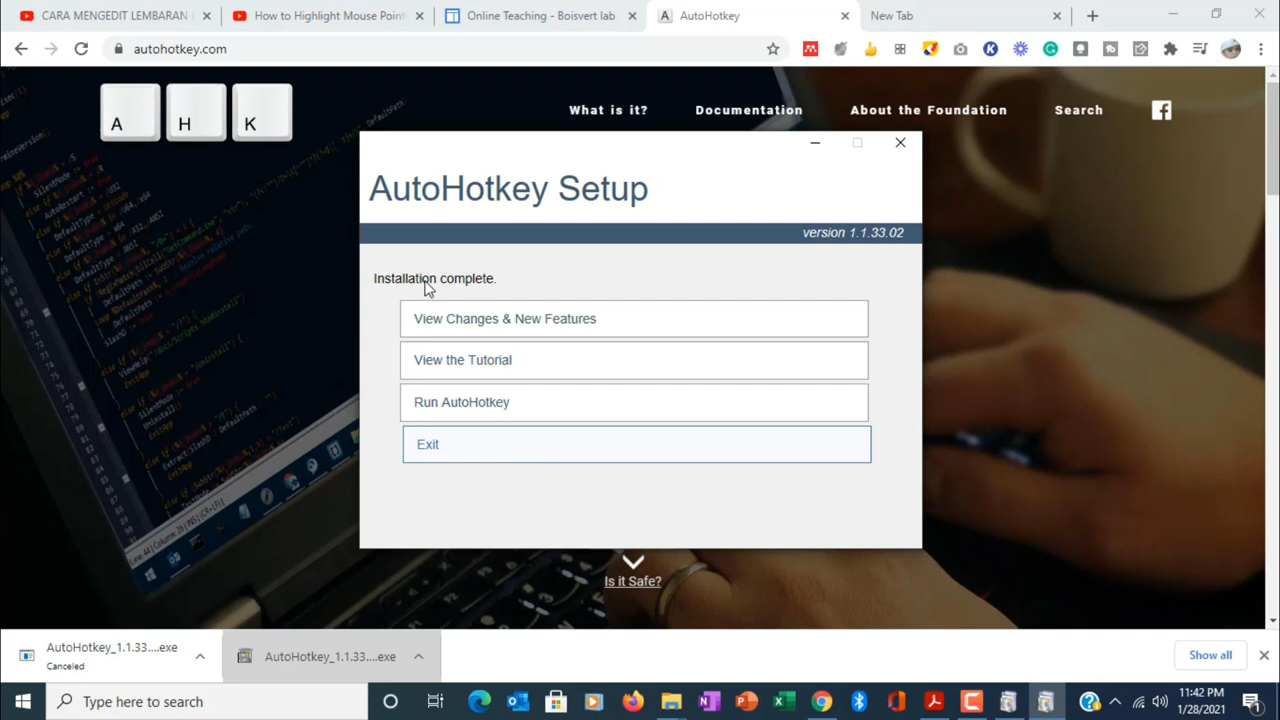 CARA MENGEDIT LEMBARAN
How to Highlight Mouse Point
Online Teaching - Boisvert lab
AutoHotkey
New Tab
autohotkey.com
A H K
What is it?
Documentation
About the Foundation
Search
AutoHotkey Setup
version 1.1.33.02
Installation complete.
View Changes & New Features
View the Tutorial
Run AutoHotkey
Exit
Is it Safe?
AutoHotkey_1.1.33....exe
Canceled
AutoHotkey_1.1.33....exe
Show all
Type here to search
11:42 PM
1/28/2021